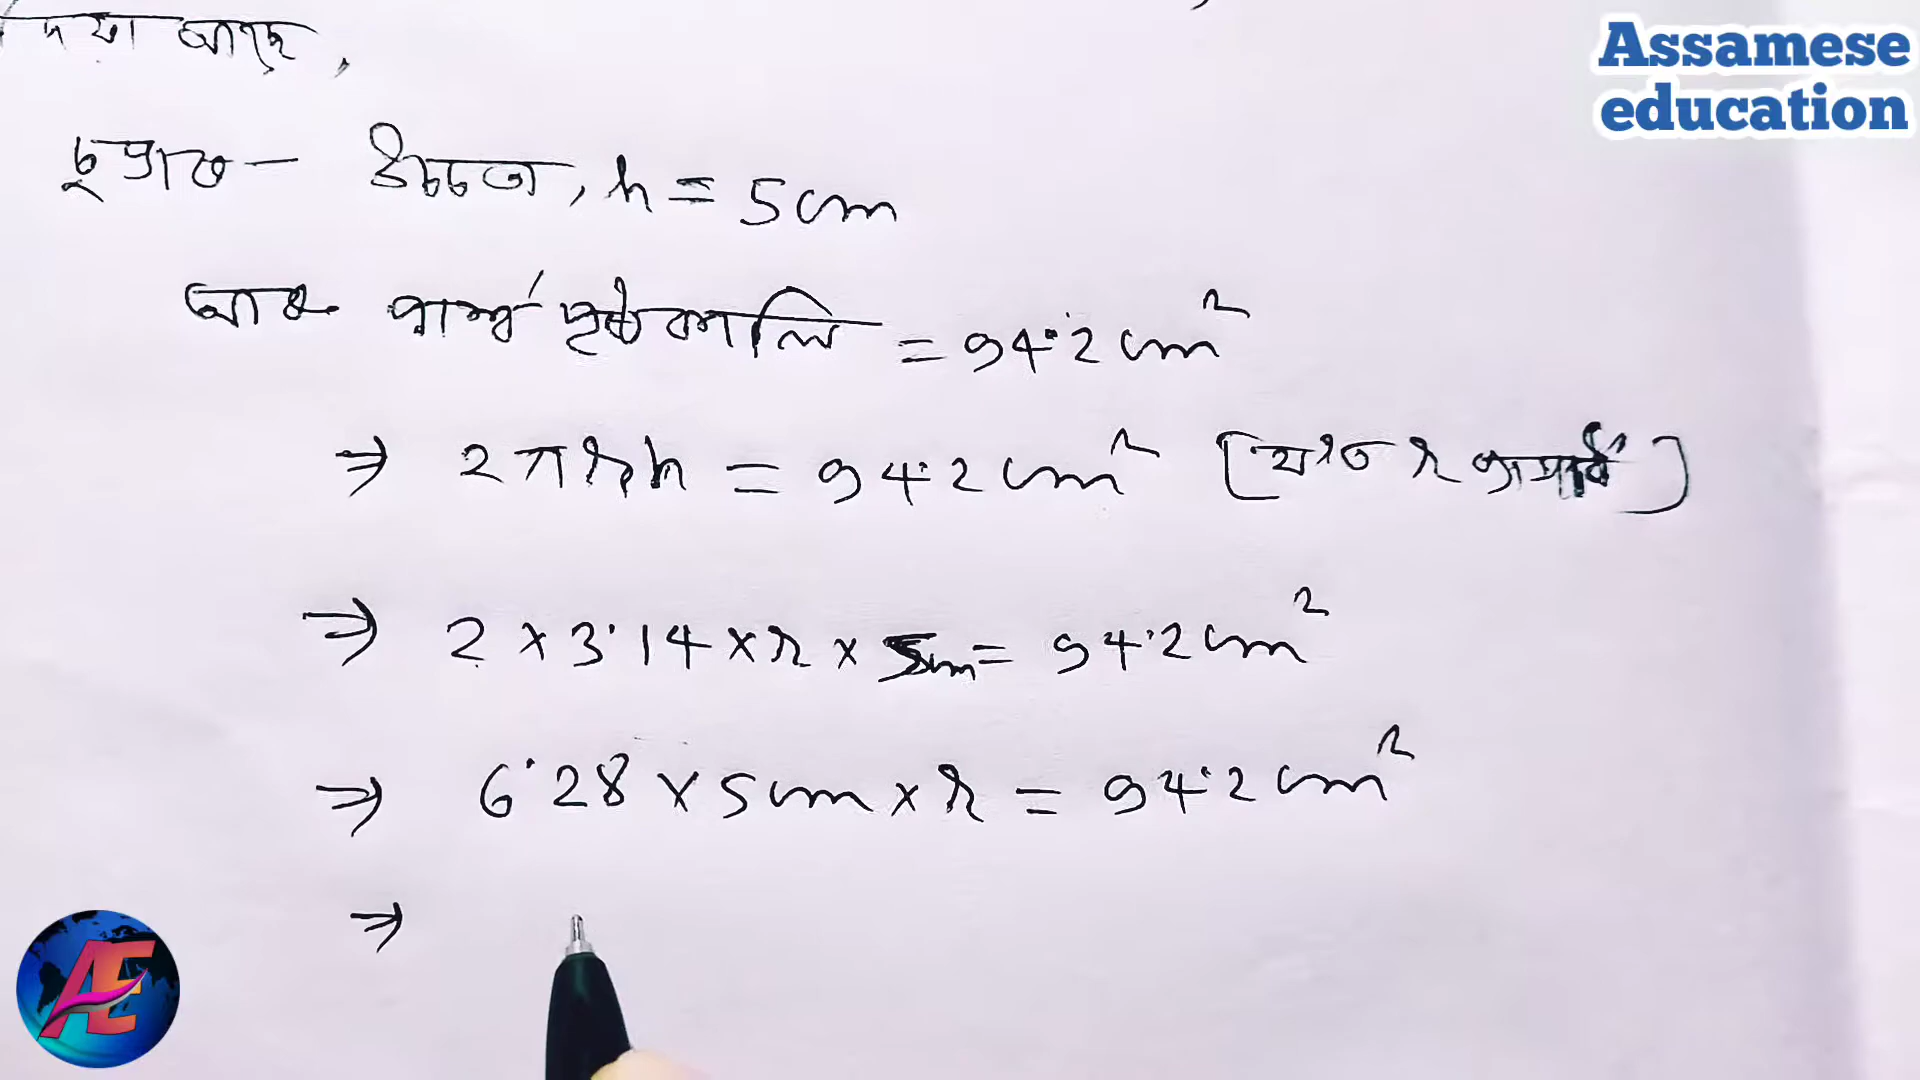 দিয়া আছে,
Assamese
education
চুঙাৰ – উচ্চতা, h = 5cm
আৰু পাৰ্শ্ব পৃষ্ঠকালি = 94.2 cm²
⇒ 2πrh = 94.2 cm² [য'ত r ব্যাসাৰ্ধ]
⇒ 2 × 3.14 × r × 5cm = 94.2 cm²
⇒ 6.28 × 5cm × r = 94.2 cm²
⇒
AE